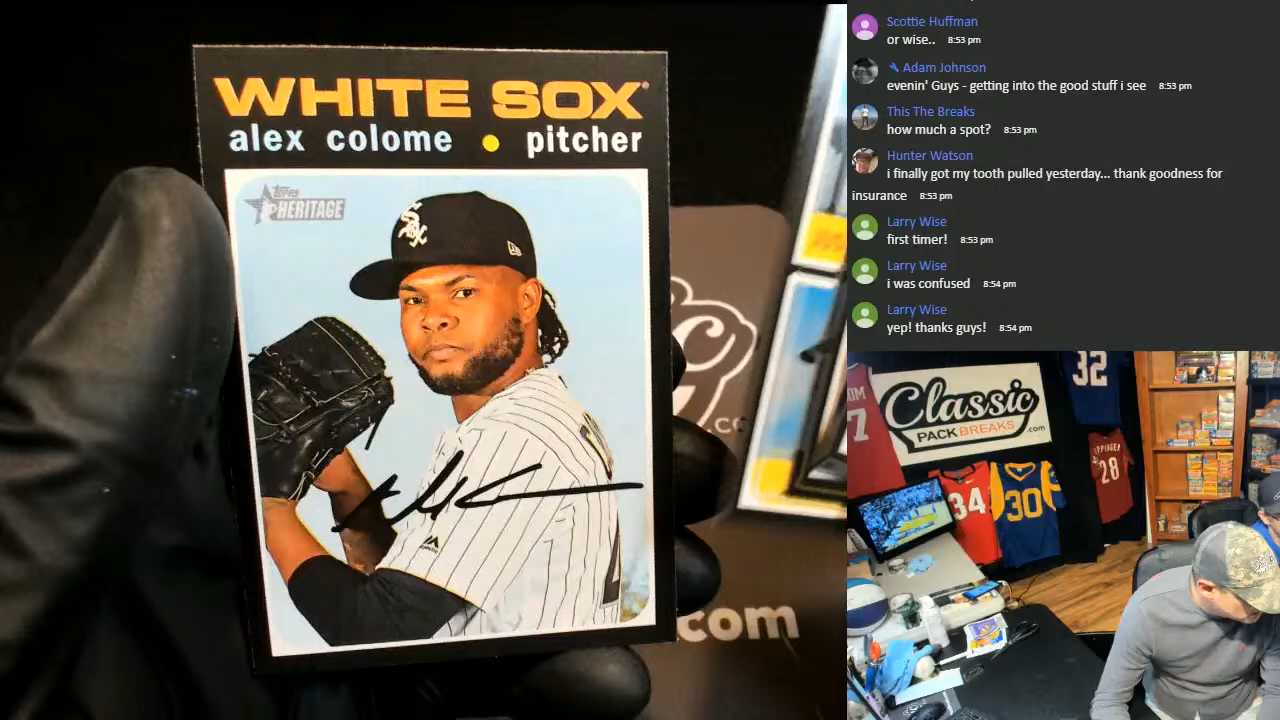 WHITE SOX
alex colome • pitcher
Topps
HERITAGE
Sox
.co
.com
Scottie Huffman
or wise.. 8:53 pm
Adam Johnson
evenin' Guys - getting into the good stuff i see 8:53 pm
This The Breaks
how much a spot? 8:53 pm
Hunter Watson
i finally got my tooth pulled yesterday... thank goodness for
insurance 8:53 pm
Larry Wise
first timer! 8:53 pm
Larry Wise
i was confused 8:54 pm
Larry Wise
yep! thanks guys! 8:54 pm
32
7
Classic
PACKBREAKS.com
28
34
30